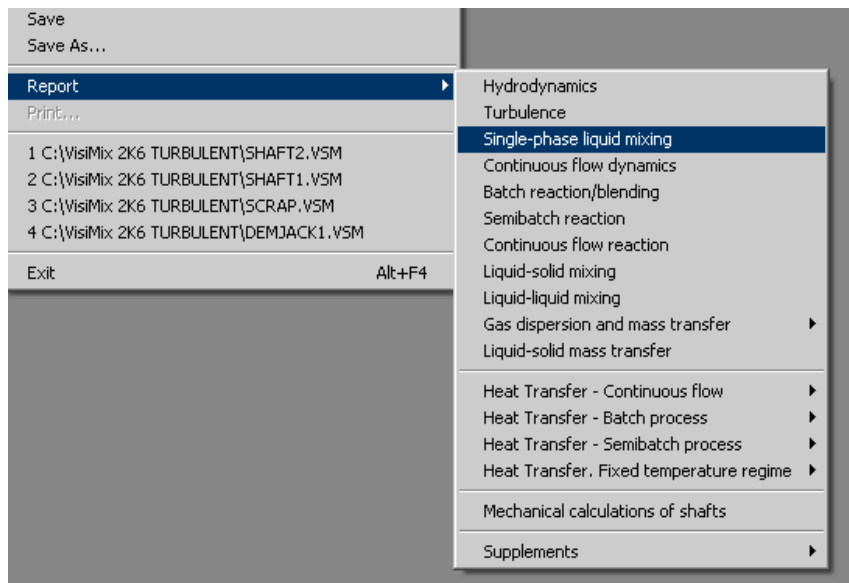 Save
Save As...
Report
Print...
1 C:\VisiMix 2K6 TURBULENT\SHAFT2.VSM
2 C:\VisiMix 2K6 TURBULENT\SHAFT1.VSM
3 C:\VisiMix 2K6 TURBULENT\SCRAP.VSM
4 C:\VisiMix 2K6 TURBULENT\DEMJACK1.VSM
Exit Alt+F4
Hydrodynamics
Turbulence
Single-phase liquid mixing
Continuous flow dynamics
Batch reaction/blending
Semibatch reaction
Continuous flow reaction
Liquid-solid mixing
Liquid-liquid mixing
Gas dispersion and mass transfer
Liquid-solid mass transfer
Heat Transfer - Continuous flow
Heat Transfer - Batch process
Heat Transfer - Semibatch process
Heat Transfer. Fixed temperature regime
Mechanical calculations of shafts
Supplements